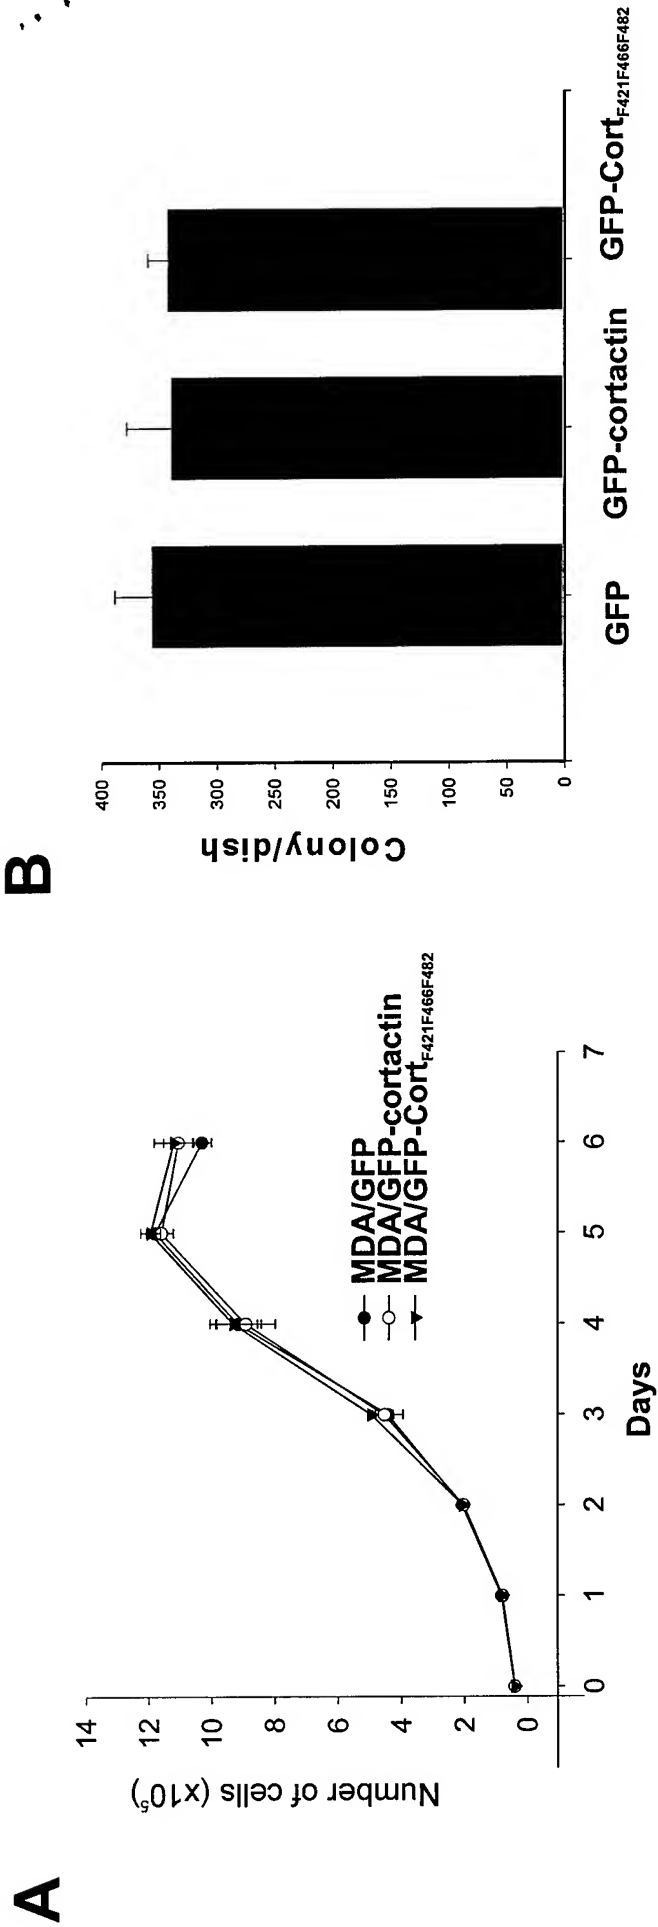 A
Number of cells (x10⁵)
14
12
10
8
6
4
2
0
0 1 2 3 4 5 6 7
Days
MDA/GFP
MDA/GFP-cortactin
MDA/GFP-Cort F421F466F482
B
Colony/dish
400
350
300
250
200
150
100
50
0
GFP GFP-cortactin GFP-Cort F421F466F482